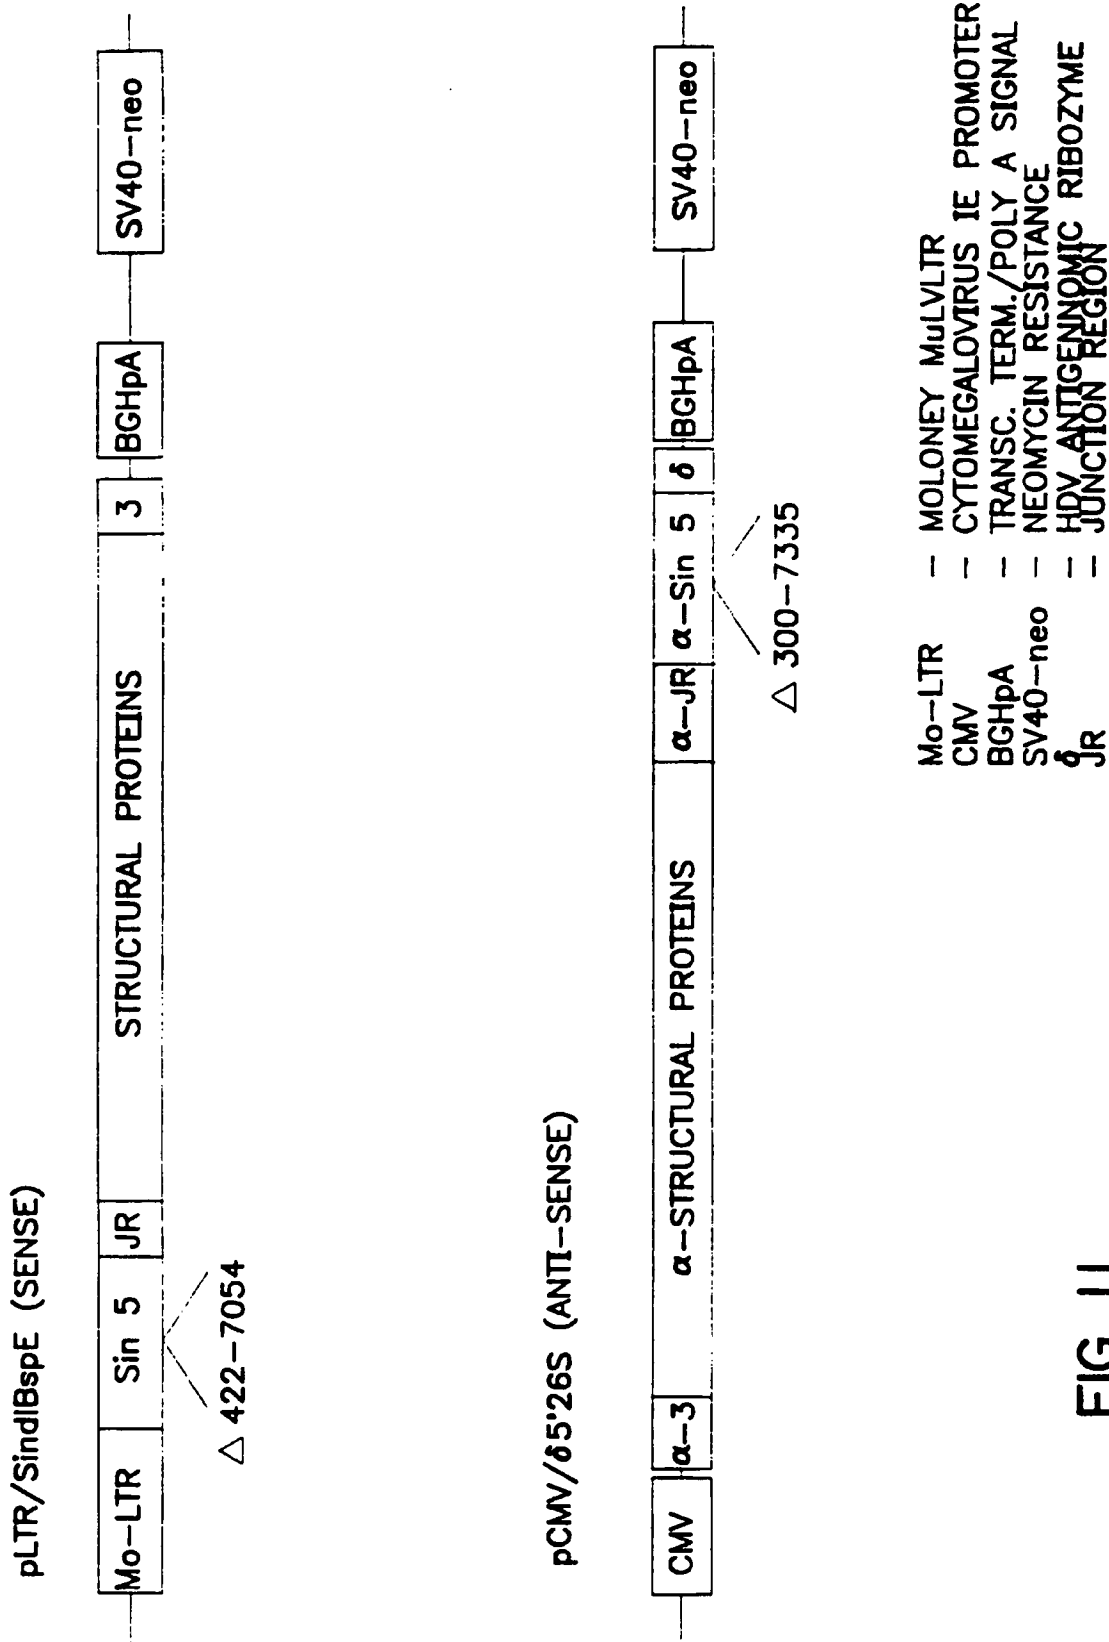 pLTR/SindlBspE (SENSE)
Mo-LTR Sin 5 JR STRUCTURAL PROTEINS 3 BGHpA SV40-neo
△ 422-7054
pCMV/δ5'26S (ANTI-SENSE)
CMV α-3 α-STRUCTURAL PROTEINS α-JR α-Sin 5 δ BGHpA SV40-neo
△ 300-7335
Mo-LTR - MOLONEY MuLVLTR
CMV - CYTOMEGALOVIRUS IE PROMOTER
BGHpA - TRANSC. TERM./POLY A SIGNAL
SV40-neo - NEOMYCIN RESISTANCE
δ - HDV ANTIGENNOMIC RIBOZYME
JR - JUNCTION REGION
FIG. 11